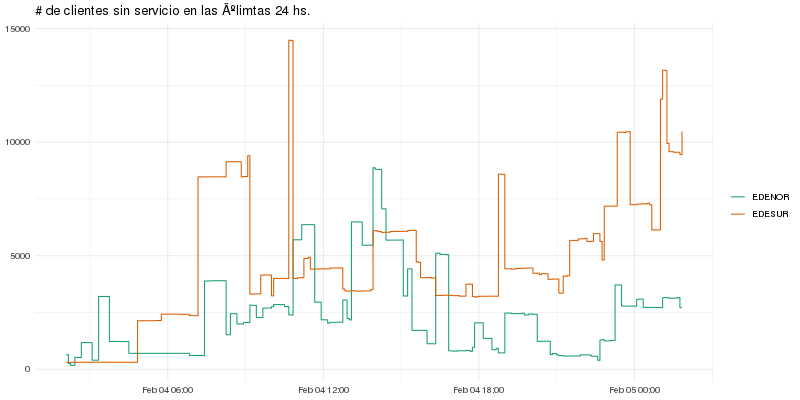 # de clientes sin servicio en las Ãºlimtas 24 hs.
15000
10000
5000
0
Feb 04 06:00
Feb 04 12:00
Feb 04 18:00
Feb 05 00:00
EDENOR
EDESUR